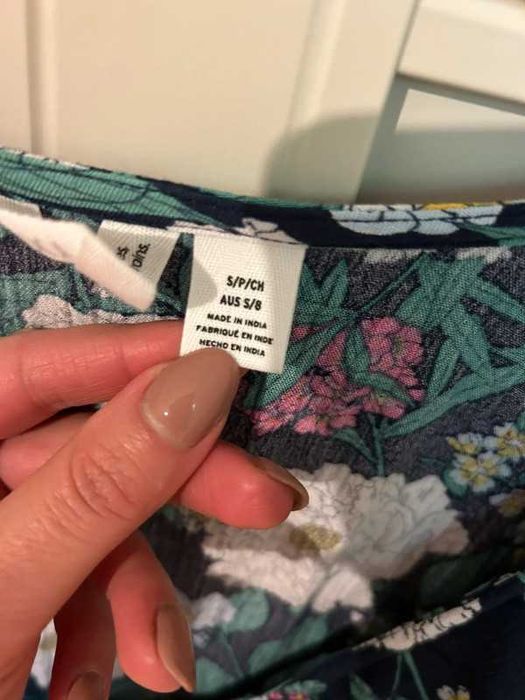 S/P/CH
AUS S/8
MADE IN INDIA
FABRIQUÉ EN INDE
HECHO EN INDIA